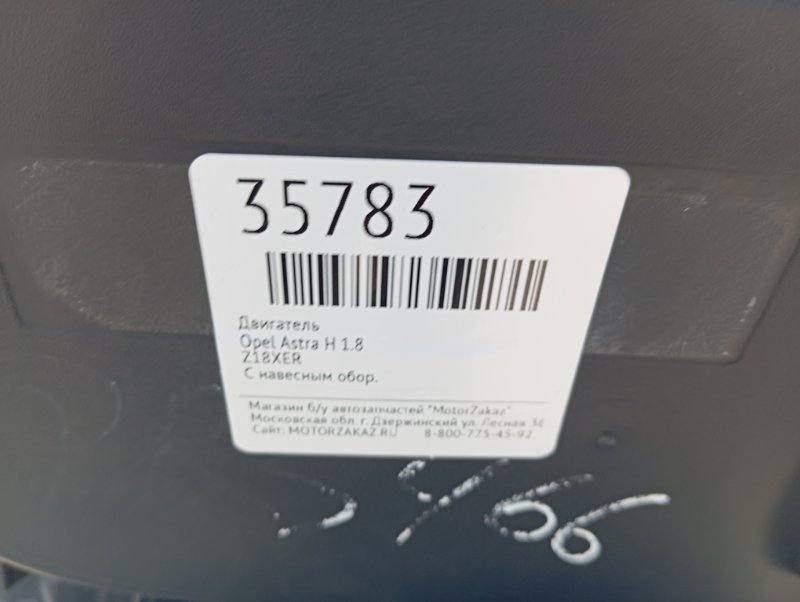 35783
Двигатель
Opel Astra H 1.8
Z18XER
С навесным обор.
Магазин б/у автозапчастей "MotorZakaz"
Московская обл. г. Дзержинский ул. Лесная 3б
Сайт: MOTORZAKAZ.RU 8-800-775-45-92
66